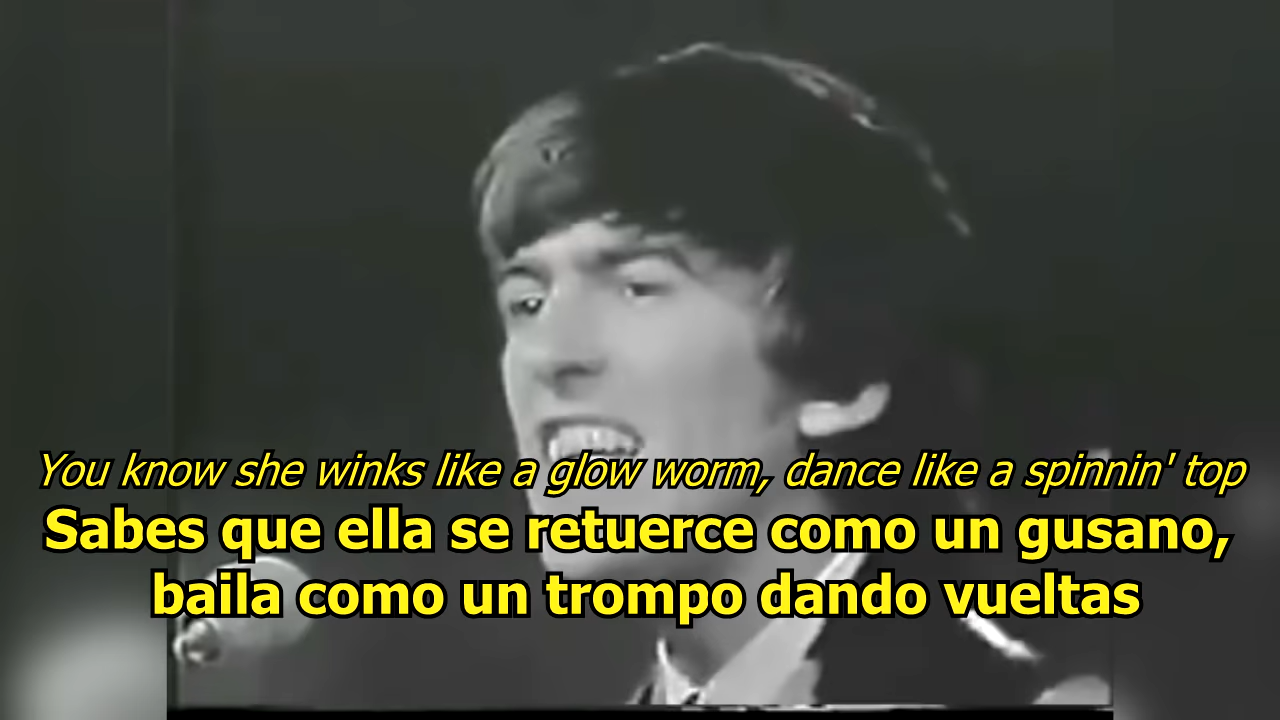 You know she winks like a glow worm, dance like a spinnin' top
Sabes que ella se retuerce como un gusano,
baila como un trompo dando vueltas